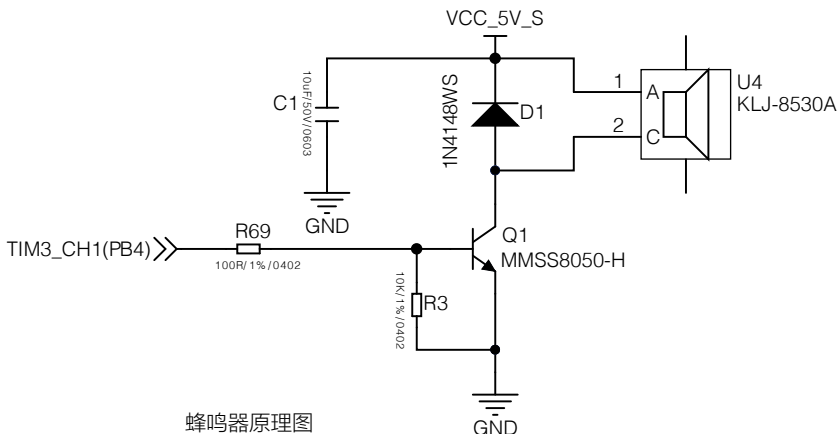 VCC_5V_S
C1
10uF/50V/0603
GND
1N4148WS
D1
1
A
2
C
U4
KLJ-8530A
TIM3_CH1(PB4)
R69
100R/1%/0402
Q1
MMSS8050-H
10K/1%/0402
R3
GND
蜂鸣器原理图